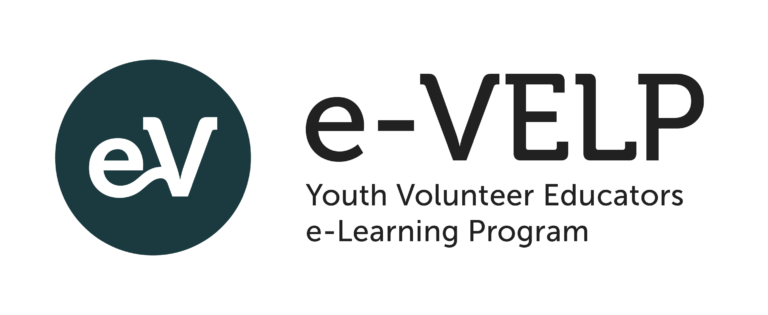 eV
e-VELP
Youth Volunteer Educators
e-Learning Program